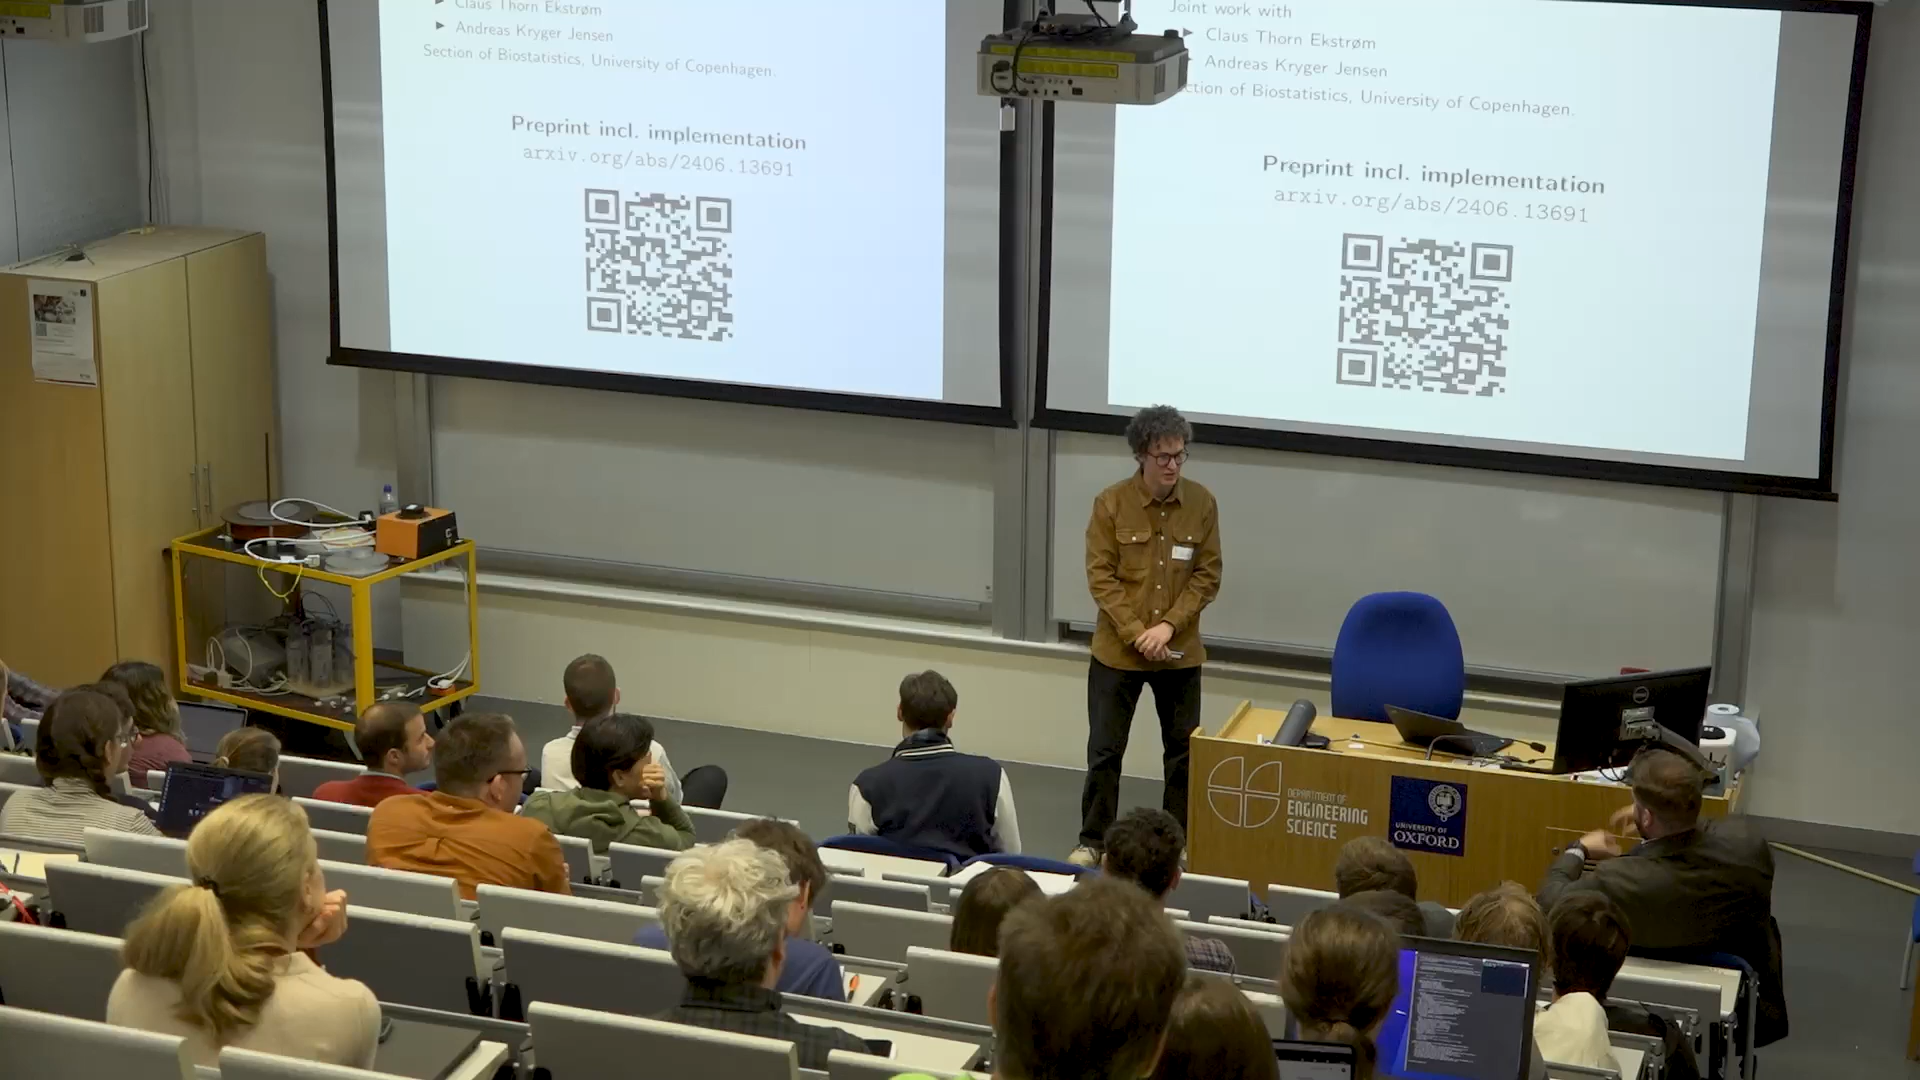 Claus Thorn Ekstrøm
Andreas Kryger Jensen
Section of Biostatistics, University of Copenhagen.
Preprint incl. implementation
arxiv.org/abs/2406.13691
Joint work with
Claus Thorn Ekstrøm
Andreas Kryger Jensen
ction of Biostatistics, University of Copenhagen.
Preprint incl. implementation
arxiv.org/abs/2406.13691
DEPARTMENT OF
ENGINEERING
SCIENCE
UNIVERSITY OF
OXFORD
DELL